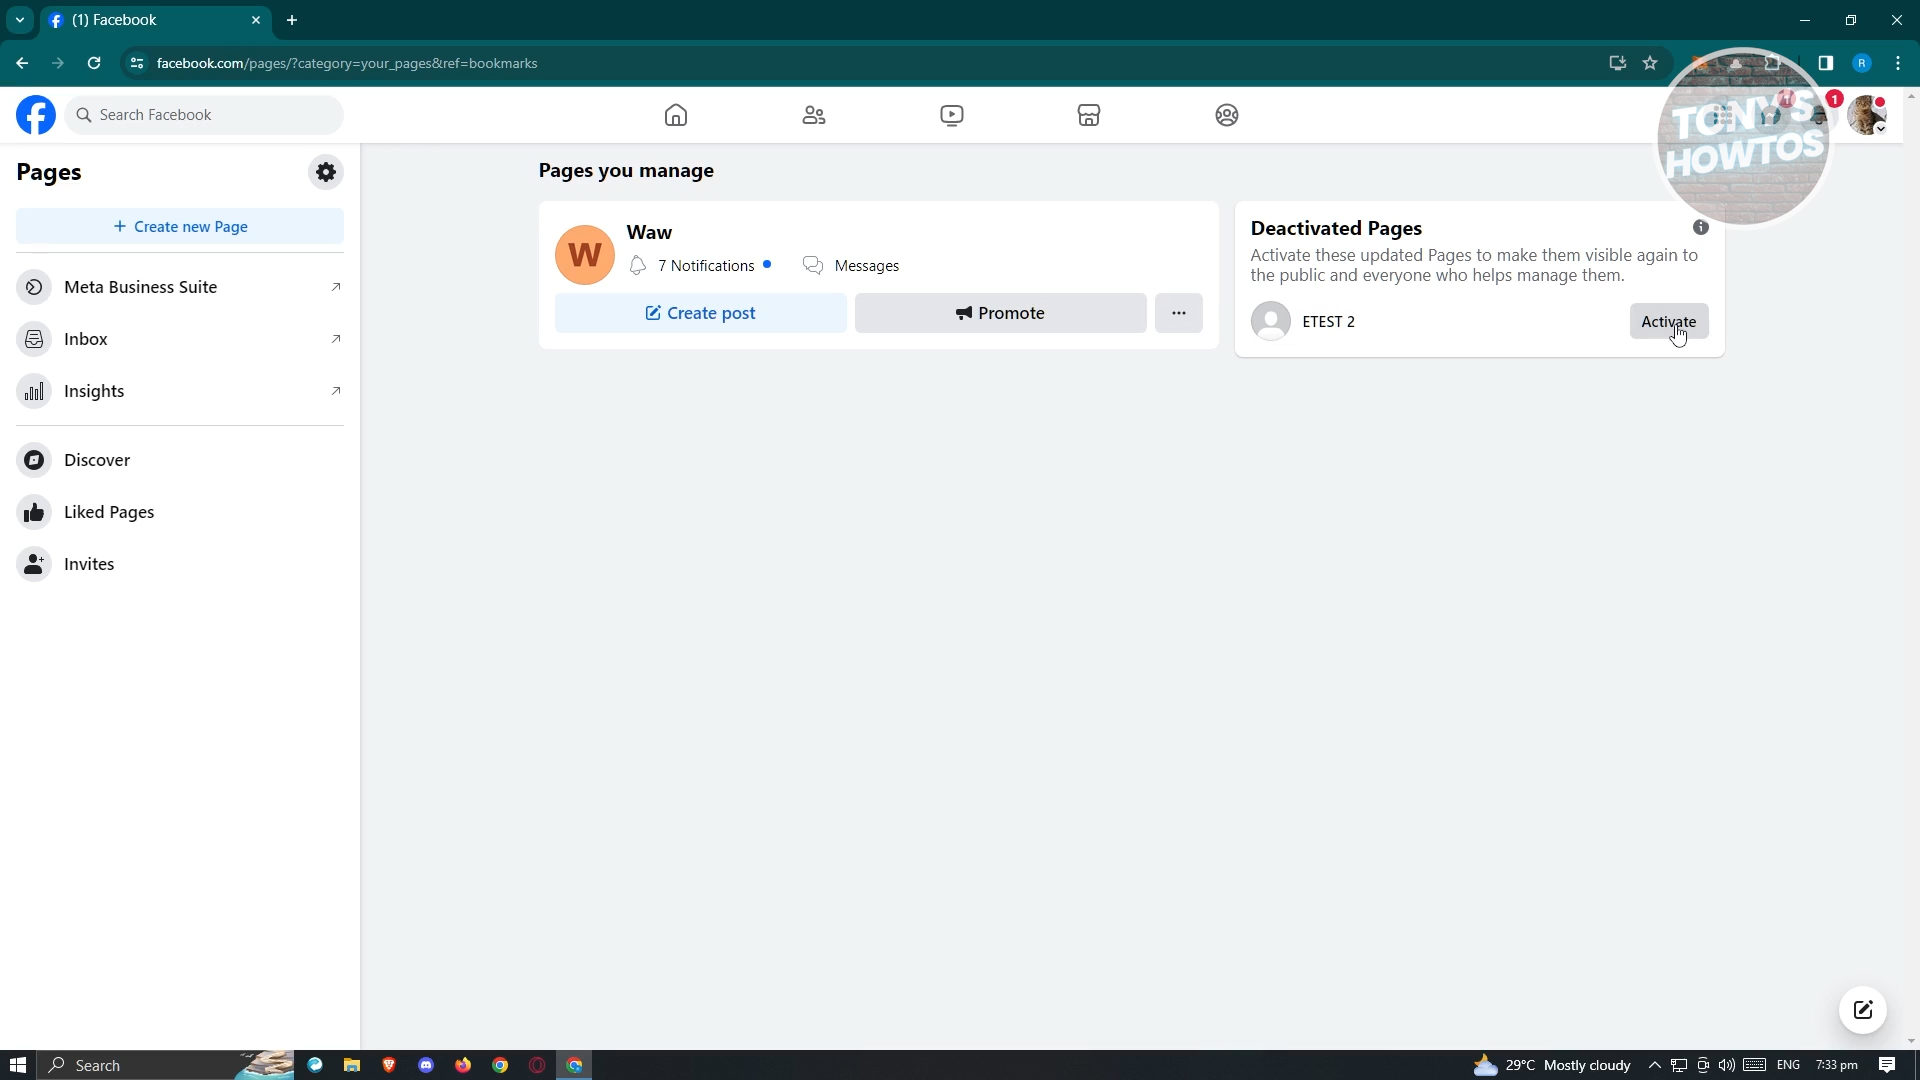 (1) Facebook
facebook.com/pages/?category=your_pages&ref=bookmarks
R
Search Facebook
1
1
TONY'S
HOWTOS
Pages
Create new Page
Meta Business Suite
Inbox
Insights
Discover
Liked Pages
Invites
Pages you manage
W
Waw
7 Notifications
Messages
Create post
Promote
Deactivated Pages
Activate these updated Pages to make them visible again to
the public and everyone who helps manage them.
ETEST 2
Activate
Search
29°C Mostly cloudy
ENG
7:33 pm